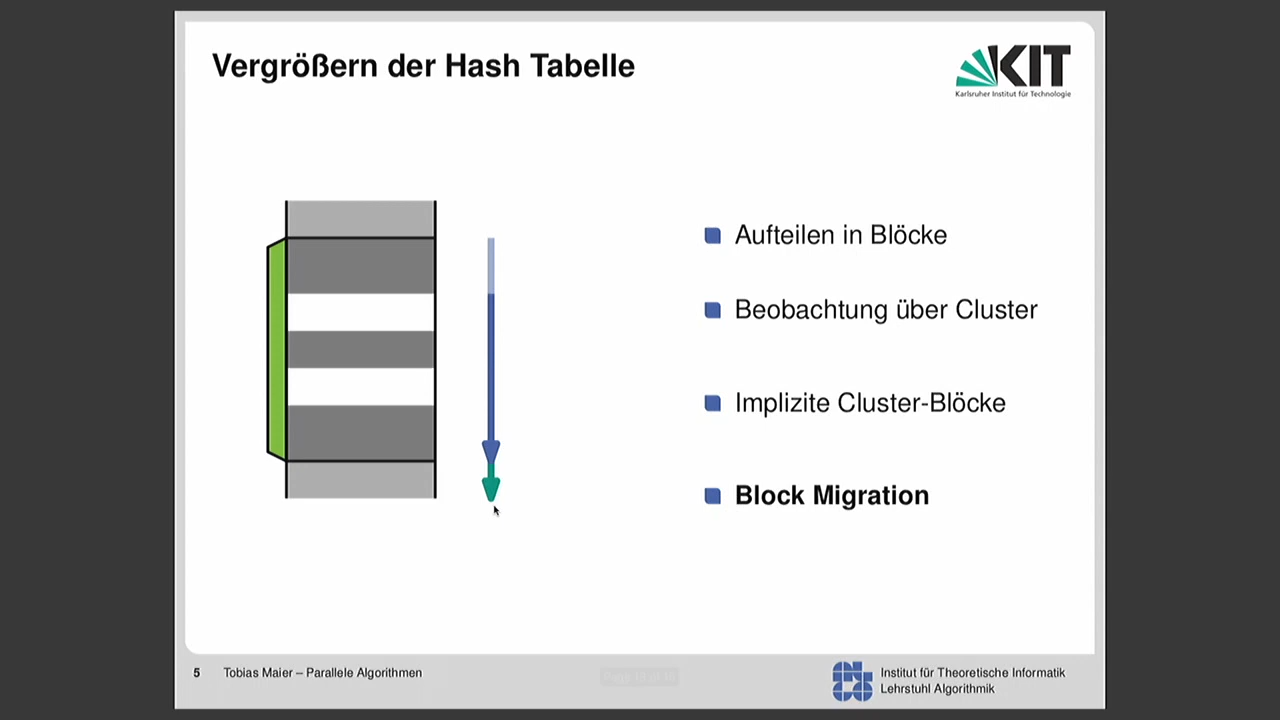 Vergrößern der Hash Tabelle
KIT
Karlsruher Institut für Technologie
Aufteilen in Blöcke
Beobachtung über Cluster
Implizite Cluster-Blöcke
Block Migration
5 Tobias Maier – Parallele Algorithmen
Institut für Theoretische Informatik
Lehrstuhl Algorithmik